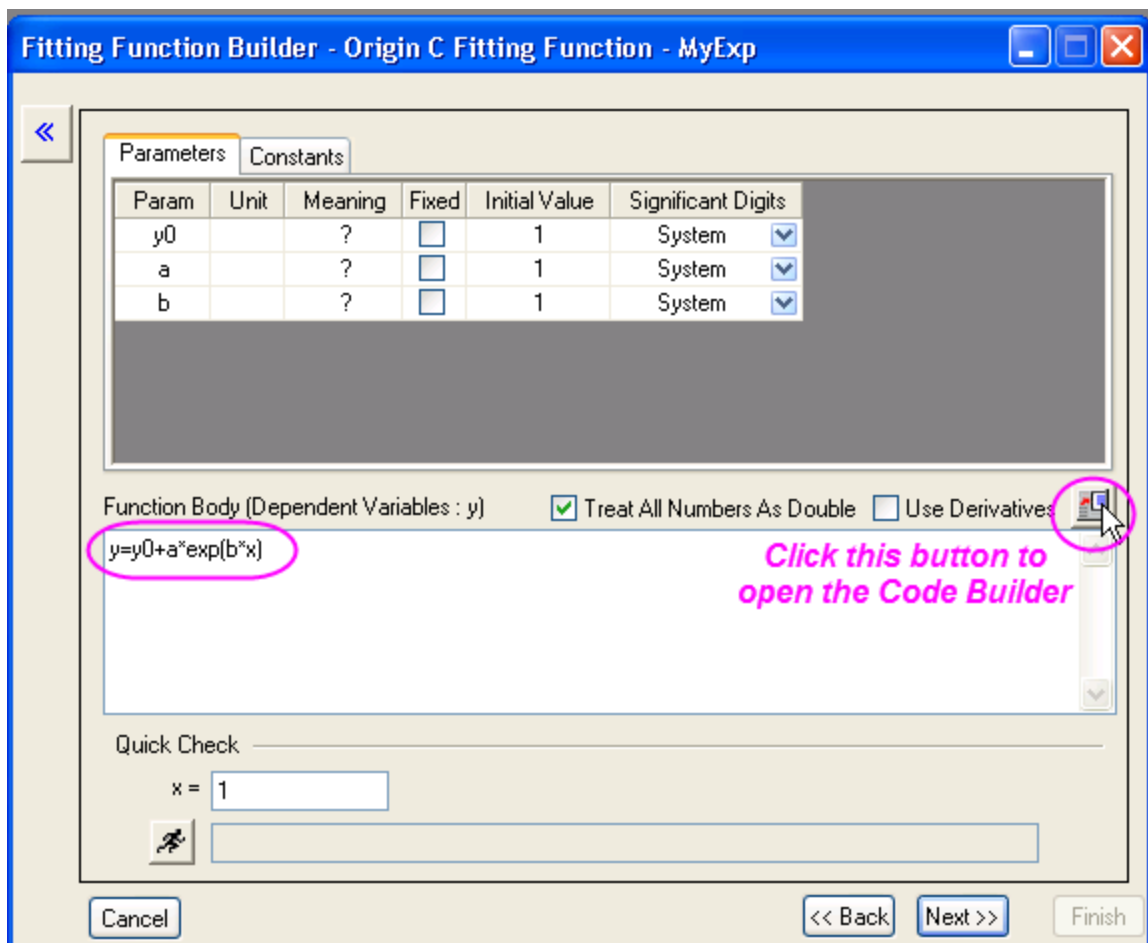 Fitting Function Builder - Origin C Fitting Function - MyExp
«
Parameters Constants
Param Unit Meaning Fixed Initial Value Significant Digits
y0 ? 1 System
a ? 1 System
b ? 1 System
Function Body (Dependent Variables : y) Treat All Numbers As Double Use Derivatives
y=y0+a*exp(b*x)
Click this button to
open the Code Builder
Quick Check
x = 1
Cancel << Back Next >> Finish